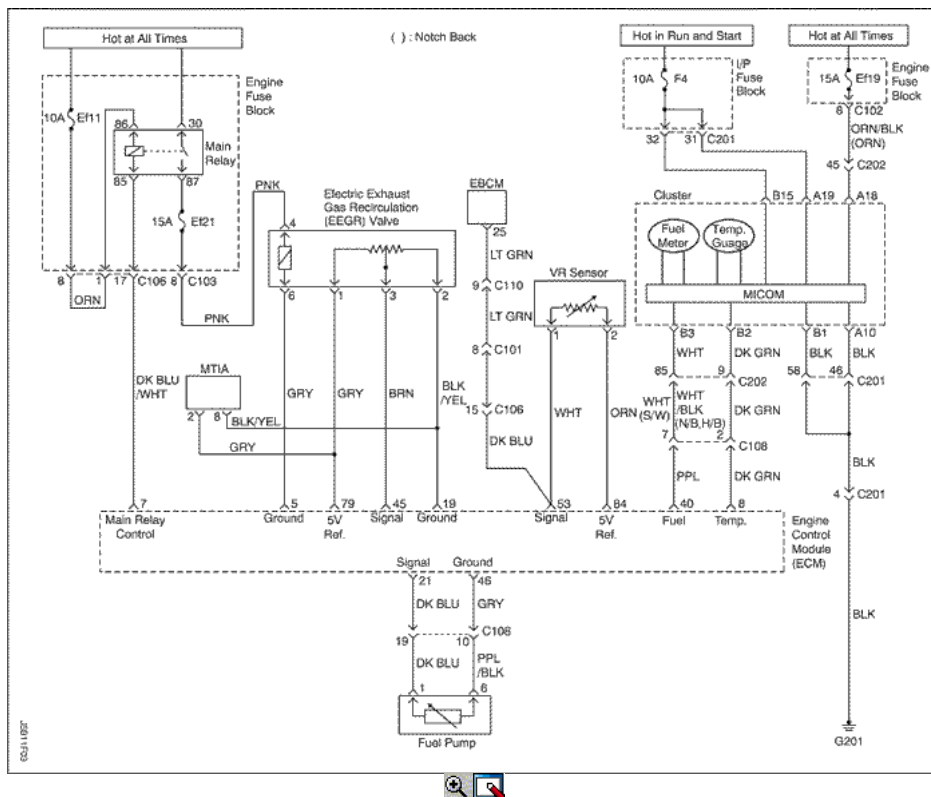 Hot at All Times
( ) : Notch Back
Hot in Run and Start
Hot at All Times
10A Ef11
86
30
Engine
Fuse
Block
Main
Relay
85
87
15A Ef21
8
1
17 C106
8 C103
ORN
PNK
PNK
Electric Exhaust
Gas Recirculation
(EEGR) Valve
4
6
1
3
2
EBCM
25
LT GRN
9 C110
LT GRN
8 C101
15 C106
DK BLU
VR Sensor
1
2
10A F4
I/P
Fuse
Block
32
31 C201
15A Ef19
Engine
Fuse
Block
6 C102
ORN/BLK
(ORN)
45 C202
Cluster
B15
A19
A18
Fuel
Meter
Temp.
Guage
MICOM
B3
B2
B1
A10
WHT
DK GRN
BLK
BLK
85
9
C202
58
46
C201
WHT
(S/W)
WHT
/BLK
(N/B,H/B)
DK GRN
7
2
C108
PPL
DK GRN
BLK
4 C201
BLK
G201
DK BLU
/WHT
MTIA
2
8
BLK/YEL
GRY
GRY
GRY
BRN
BLK
/YEL
WHT
ORN
7
5
79
45
19
53
84
40
8
Main Relay
Control
Ground
5V
Ref.
Signal
Ground
Signal
5V
Ref.
Fuel
Temp.
Engine
Control
Module
(ECM)
Signal
Ground
21
46
DK BLU
GRY
19
10
C108
DK BLU
PPL
/BLK
1
6
Fuel Pump